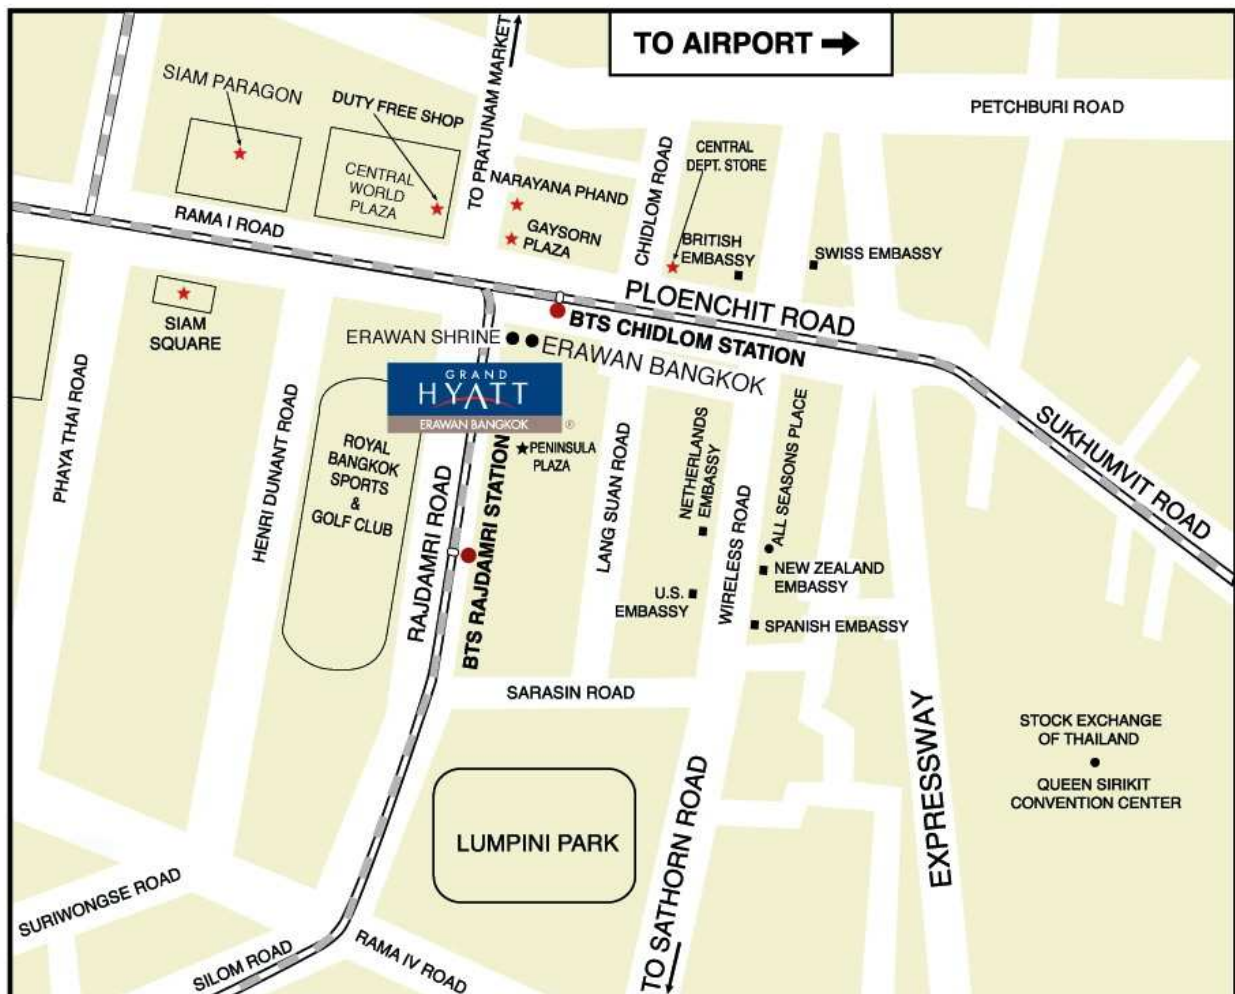 TO AIRPORT
PETCHBURI ROAD
SIAM PARAGON
DUTY FREE SHOP
TO PRATUNAM MARKET
CENTRAL
WORLD
PLAZA
NARAYANA PHAND
GAYSORN
PLAZA
CHIDLOM ROAD
CENTRAL
DEPT. STORE
BRITISH
EMBASSY
SWISS EMBASSY
RAMA I ROAD
PLOENCHIT ROAD
SIAM
SQUARE
BTS CHIDLOM STATION
ERAWAN SHRINE
ERAWAN BANGKOK
GRAND
HYATT
ERAWAN BANGKOK
®
PHAYA THAI ROAD
HENRI DUNANT ROAD
ROYAL
BANGKOK
SPORTS
&
GOLF CLUB
RAJDAMRI ROAD
BTS RAJDAMRI STATION
PENINSULA
PLAZA
LANG SUAN ROAD
NETHERLANDS
EMBASSY
WIRELESS ROAD
ALL SEASONS PLACE
SUKHUMVIT ROAD
NEW ZEALAND
EMBASSY
U.S.
EMBASSY
SPANISH EMBASSY
SARASIN ROAD
EXPRESSWAY
STOCK EXCHANGE
OF THAILAND
QUEEN SIRIKIT
CONVENTION CENTER
LUMPINI PARK
TO SATHORN ROAD
SURIWONGSE ROAD
SILOM ROAD
RAMA IV ROAD